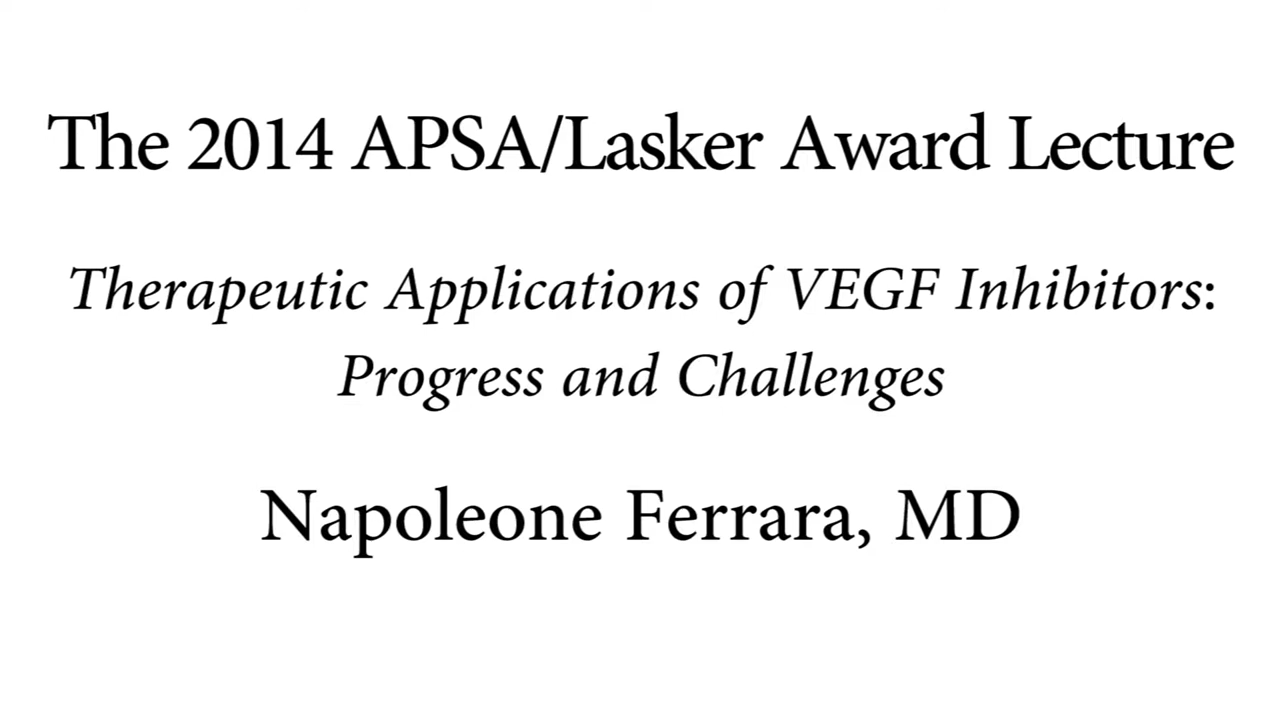 The 2014 APSA/Lasker Award Lecture
Therapeutic Applications of VEGF Inhibitors:
Progress and Challenges
Napoleone Ferrara, MD